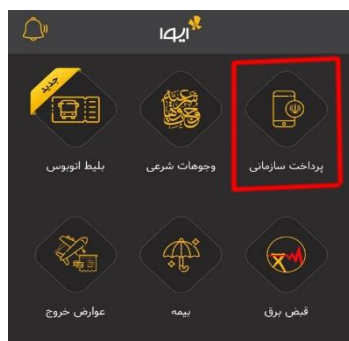 ایوا
جدید
پرداخت سازمانی
وجوهات شرعی
بلیط اتوبوس
قبض برق
بیمه
عوارض خروج